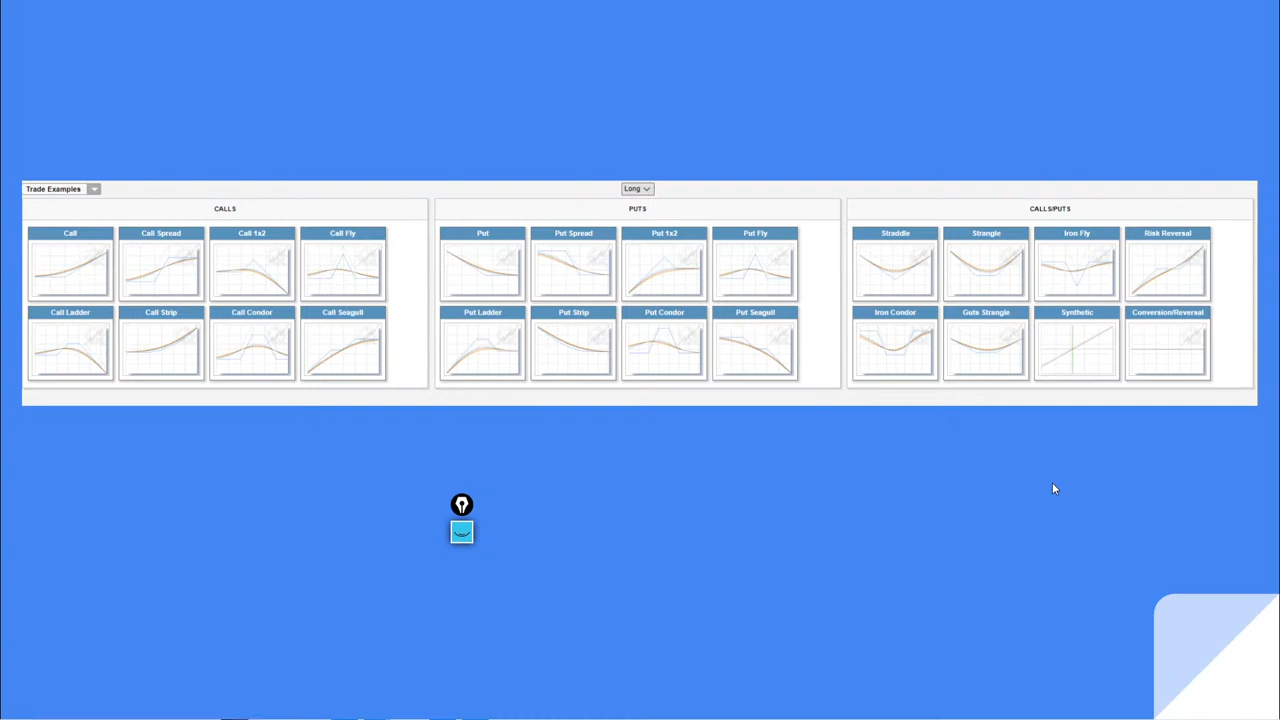 Trade Examples
Long
CALLS
Call
Call Spread
Call 1x2
Call Fly
Call Ladder
Call Strip
Call Condor
Call Seagull
PUTS
Put
Put Spread
Put 1x2
Put Fly
Put Ladder
Put Strip
Put Condor
Put Seagull
CALLS/PUTS
Straddle
Strangle
Iron Fly
Risk Reversal
Iron Condor
Guts Strangle
Synthetic
Conversion/Reversal